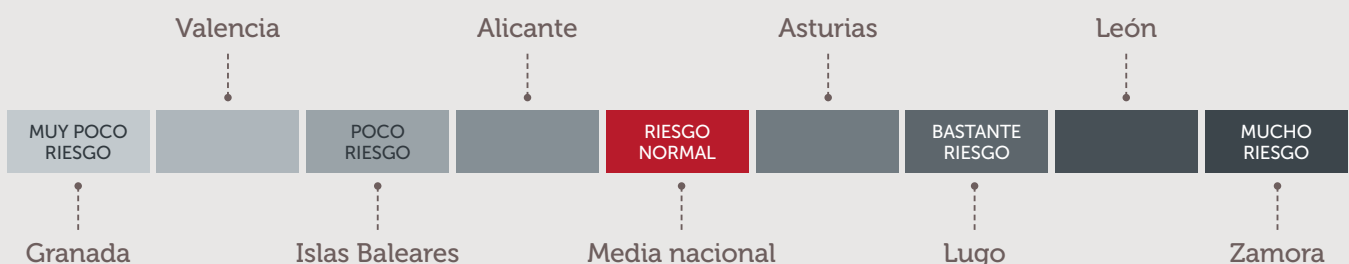 Valencia
Alicante
Asturias
León
MUY POCO
RIESGO
POCO
RIESGO
RIESGO
NORMAL
BASTANTE
RIESGO
MUCHO
RIESGO
Granada
Islas Baleares
Media nacional
Lugo
Zamora